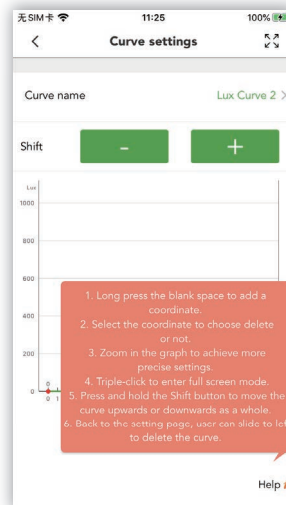 无SIM卡 11:25 100%
Curve settings
Curve name Lux Curve 2
Shift - +
Lux
1000
800
600
400
200
0
0 1
1. Long press the blank space to add a
coordinate.
2. Select the coordinate to choose delete
or not.
3. Zoom in the graph to achieve more
precise settings.
4. Triple-click to enter full screen mode.
5. Press and hold the Shift button to move the
curve upwards or downwards as a whole.
6. Back to the setting page, user can slide to left
to delete the curve.
Help